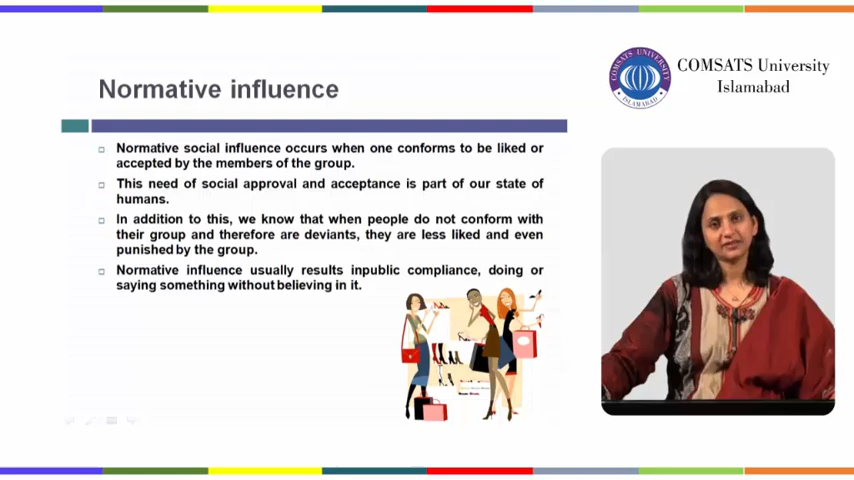 COMSATS University
Islamabad
COMSATS UNIVERSITY
ISLAMABAD
Normative influence
Normative social influence occurs when one conforms to be liked or
accepted by the members of the group.
This need of social approval and acceptance is part of our state of
humans.
In addition to this, we know that when people do not conform with
their group and therefore are deviants, they are less liked and even
punished by the group.
Normative influence usually results inpublic compliance, doing or
saying something without believing in it.